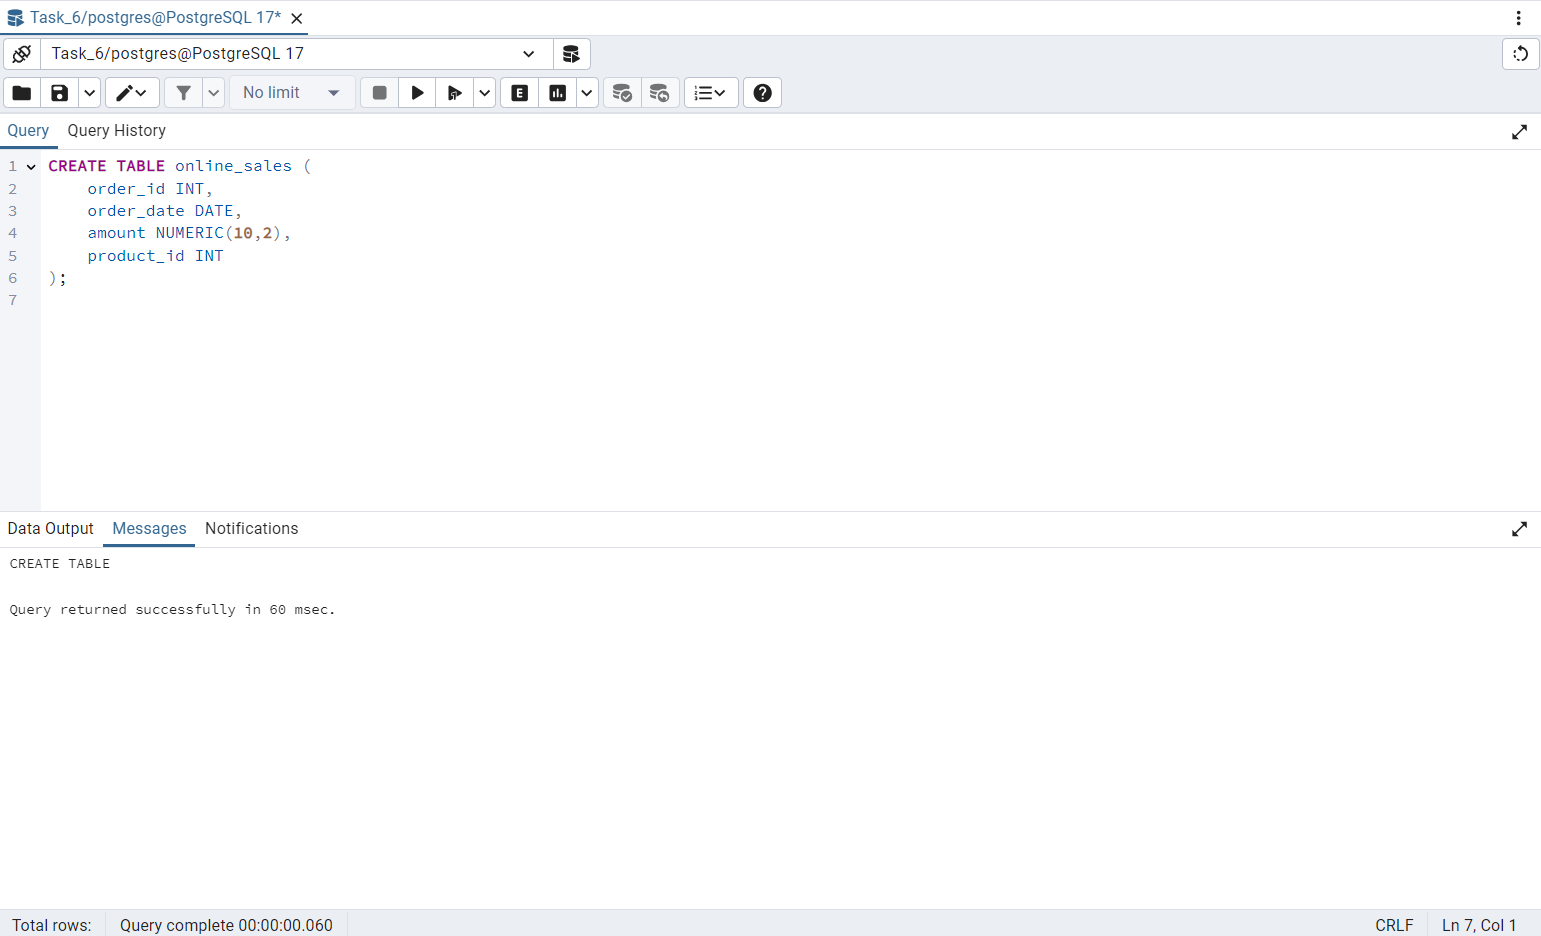 Task_6/postgres@PostgreSQL 17*
Task_6/postgres@PostgreSQL 17
No limit
E
Query Query History
1 CREATE TABLE online_sales (
2 order_id INT,
3 order_date DATE,
4 amount NUMERIC(10,2),
5 product_id INT
6 );
7
Data Output Messages Notifications
CREATE TABLE
Query returned successfully in 60 msec.
Total rows: Query complete 00:00:00.060 CRLF Ln 7, Col 1